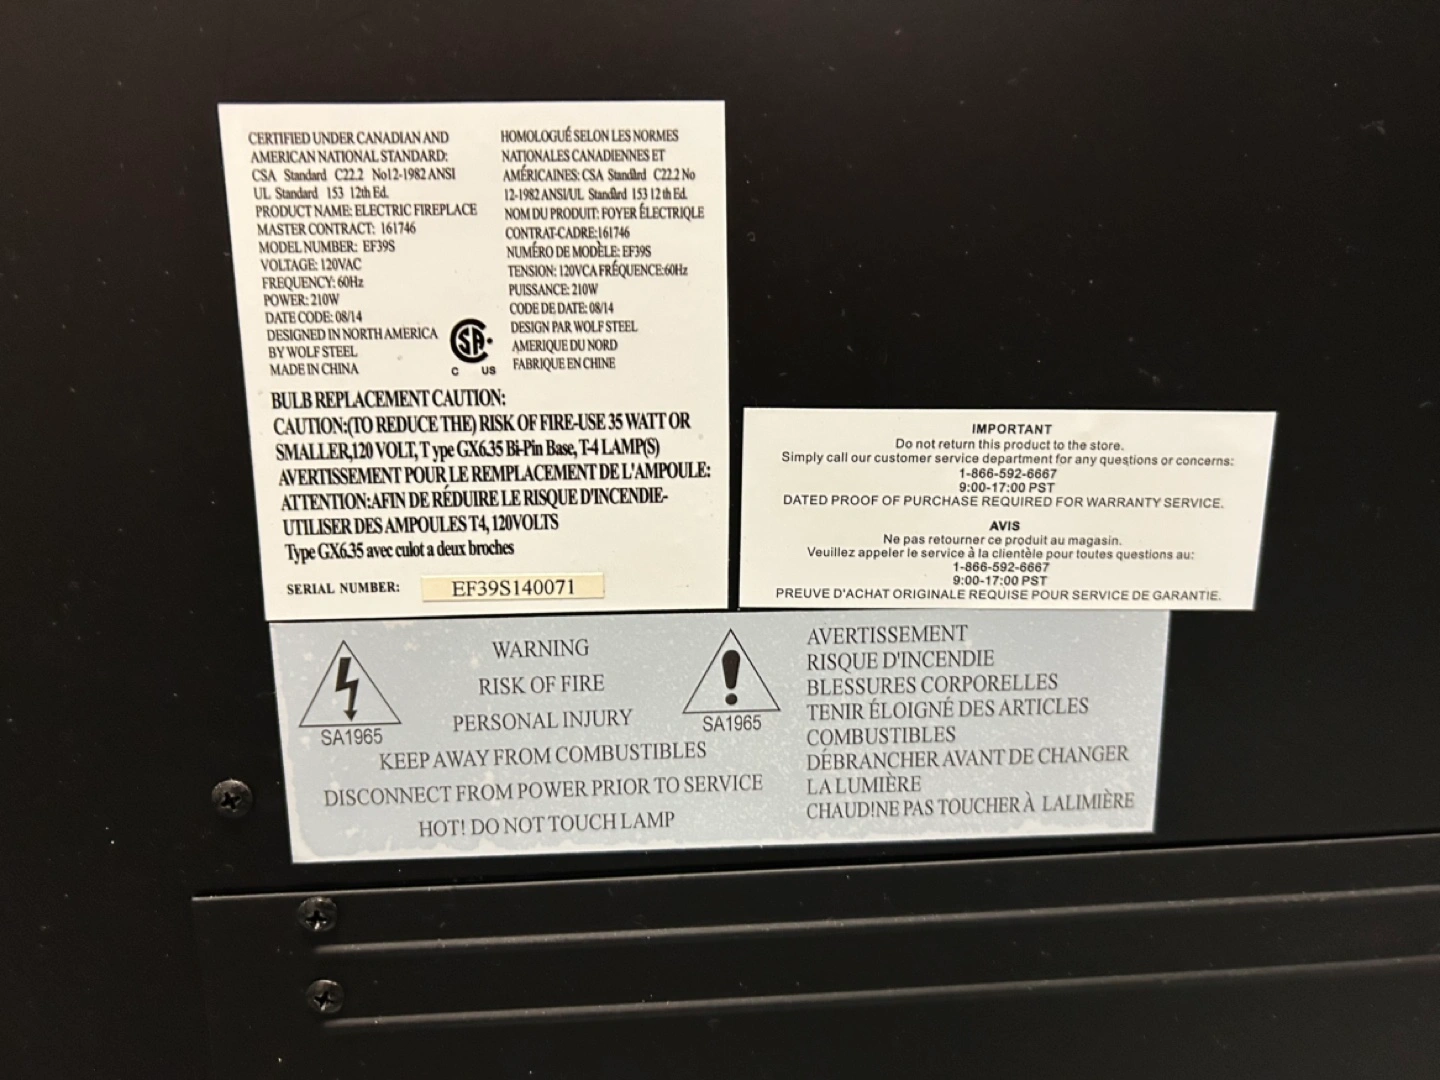 CERTIFIED UNDER CANADIAN AND
AMERICAN NATIONAL STANDARD:
CSA Standard C22.2 No12-1982 ANSI
UL Standard 153 12th Ed.
PRODUCT NAME: ELECTRIC FIREPLACE
MASTER CONTRACT: 161746
MODEL NUMBER: EF39S
VOLTAGE: 120VAC
FREQUENCY: 60Hz
POWER: 210W
DATE CODE: 08/14
DESIGNED IN NORTH AMERICA
BY WOLF STEEL
MADE IN CHINA
HOMOLOGUÉ SELON LES NORMES
NATIONALES CANADIENNES ET
AMÉRICAINES: CSA Standard C22.2 No
12-1982 ANSI/UL Standard 153 12 th Ed.
NOM DU PRODUIT: FOYER ÉLECTRIQLE
CONTRAT-CADRE:161746
NUMÉRO DE MODÈLE: EF39S
TENSION: 120VCA FRÉQUENCE:60Hz
PUISSANCE: 210W
CODE DE DATE: 08/14
DESIGN PAR WOLF STEEL
AMERIQUE DU NORD
FABRIQUE EN CHINE
SA
C US
BULB REPLACEMENT CAUTION:
CAUTION:(TO REDUCE THE) RISK OF FIRE-USE 35 WATT OR
SMALLER,120 VOLT, T ype GX6.35 Bi-Pin Base, T-4 LAMP(S)
AVERTISSEMENT POUR LE REMPLACEMENT DE L'AMPOULE:
ATTENTION:AFIN DE RÉDUIRE LE RISQUE D'INCENDIE-
UTILISER DES AMPOULES T4, 120VOLTS
Type GX6.35 avec culot a deux broches
SERIAL NUMBER: EF39S140071
IMPORTANT
Do not return this product to the store.
Simply call our customer service department for any questions or concerns:
1-866-592-6667
9:00-17:00 PST
DATED PROOF OF PURCHASE REQUIRED FOR WARRANTY SERVICE.
AVIS
Ne pas retourner ce produit au magasin.
Veuillez appeler le service à la clientèle pour toutes questions au:
1-866-592-6667
9:00-17:00 PST
PREUVE D'ACHAT ORIGINALE REQUISE POUR SERVICE DE GARANTIE.
WARNING
RISK OF FIRE
PERSONAL INJURY
SA1965
SA1965
KEEP AWAY FROM COMBUSTIBLES
DISCONNECT FROM POWER PRIOR TO SERVICE
HOT! DO NOT TOUCH LAMP
AVERTISSEMENT
RISQUE D'INCENDIE
BLESSURES CORPORELLES
TENIR ÉLOIGNÉ DES ARTICLES
COMBUSTIBLES
DÉBRANCHER AVANT DE CHANGER
LA LUMIÈRE
CHAUD!NE PAS TOUCHER À LALIMIÈRE